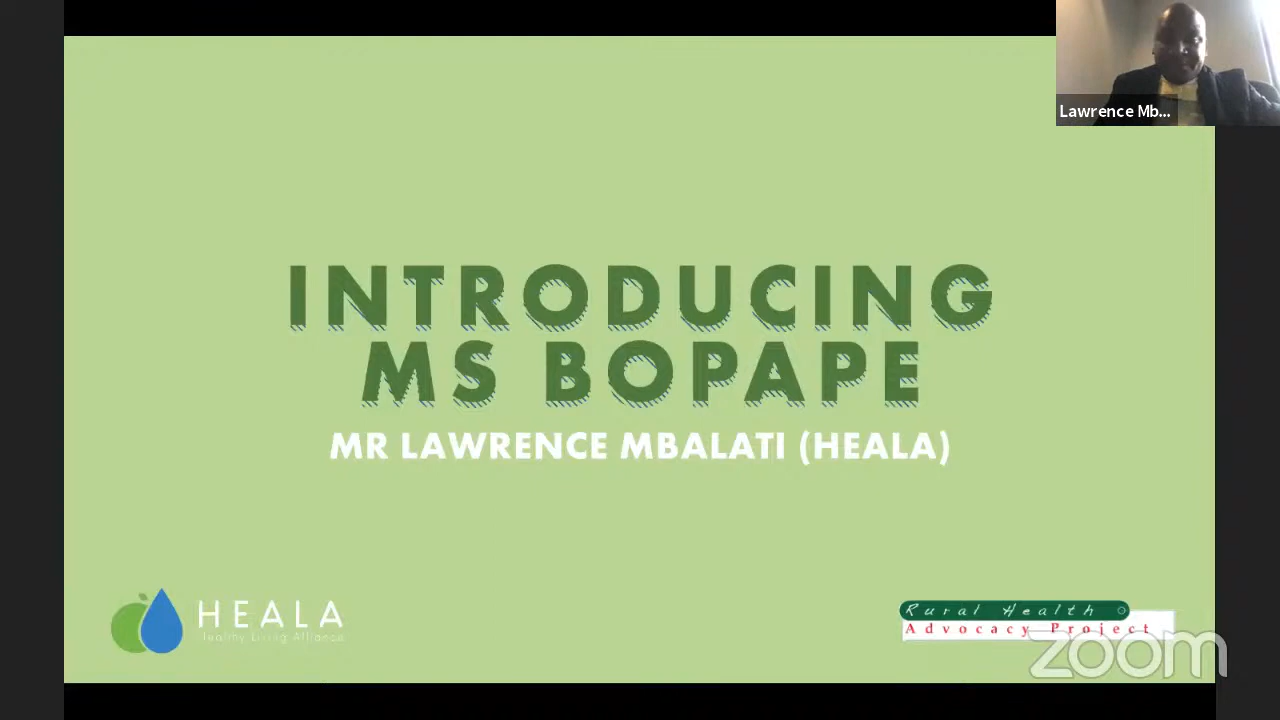 Lawrence Mb...
INTRODUCING
MS BOPAPE
MR LAWRENCE MBALATI (HEALA)
HEALA
Healthy Living Alliance
Rural Health
Advocacy Project
zoom